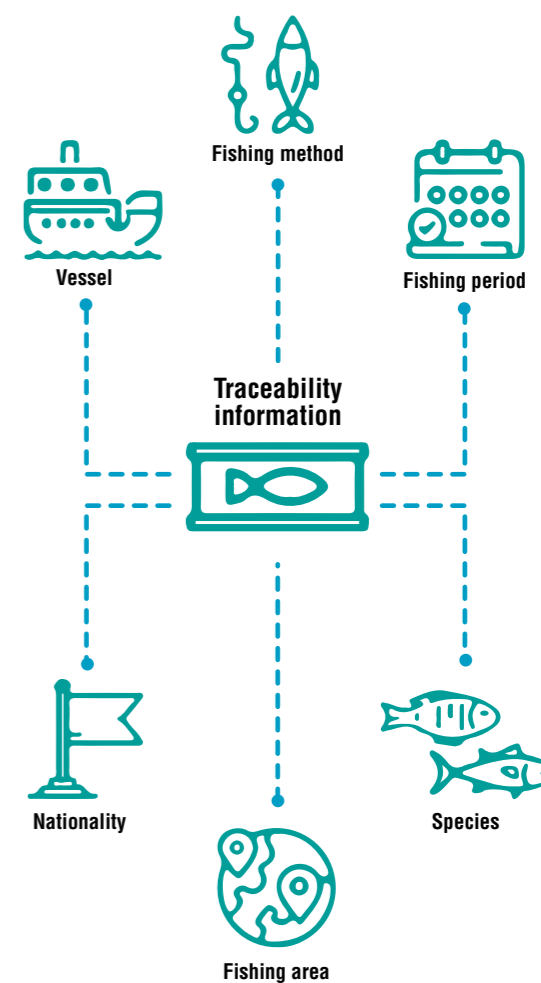 Fishing method
Vessel
Fishing period
Traceability
information
Nationality
Species
Fishing area